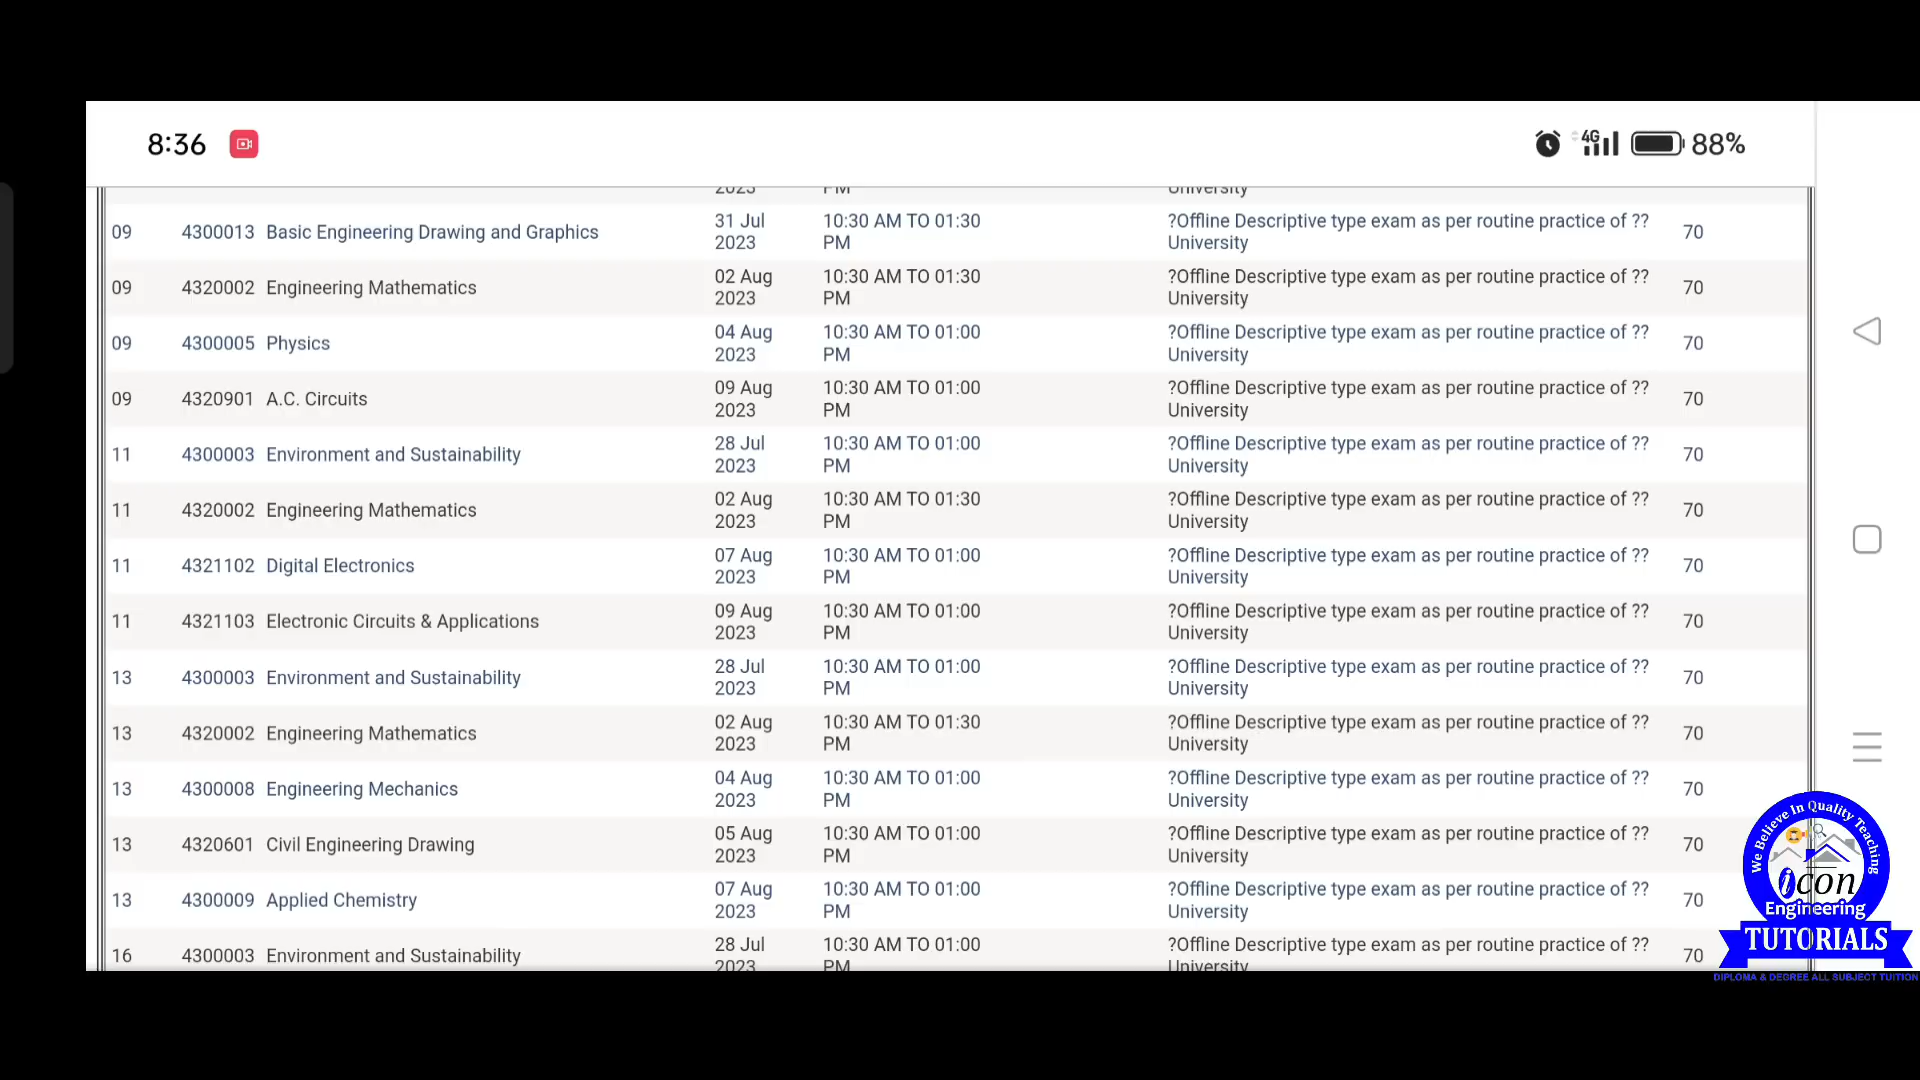 8:36 4G 88%
2023 PM University
09 4300013 Basic Engineering Drawing and Graphics 31 Jul 10:30 AM TO 01:30 ?Offline Descriptive type exam as per routine practice of ?? 70
2023 PM University
09 4320002 Engineering Mathematics 02 Aug 10:30 AM TO 01:30 ?Offline Descriptive type exam as per routine practice of ?? 70
2023 PM University
09 4300005 Physics 04 Aug 10:30 AM TO 01:00 ?Offline Descriptive type exam as per routine practice of ?? 70
2023 PM University
09 4320901 A.C. Circuits 09 Aug 10:30 AM TO 01:00 ?Offline Descriptive type exam as per routine practice of ?? 70
2023 PM University
11 4300003 Environment and Sustainability 28 Jul 10:30 AM TO 01:00 ?Offline Descriptive type exam as per routine practice of ?? 70
2023 PM University
11 4320002 Engineering Mathematics 02 Aug 10:30 AM TO 01:30 ?Offline Descriptive type exam as per routine practice of ?? 70
2023 PM University
11 4321102 Digital Electronics 07 Aug 10:30 AM TO 01:00 ?Offline Descriptive type exam as per routine practice of ?? 70
2023 PM University
11 4321103 Electronic Circuits & Applications 09 Aug 10:30 AM TO 01:00 ?Offline Descriptive type exam as per routine practice of ?? 70
2023 PM University
13 4300003 Environment and Sustainability 28 Jul 10:30 AM TO 01:00 ?Offline Descriptive type exam as per routine practice of ?? 70
2023 PM University
13 4320002 Engineering Mathematics 02 Aug 10:30 AM TO 01:30 ?Offline Descriptive type exam as per routine practice of ?? 70
2023 PM University
13 4300008 Engineering Mechanics 04 Aug 10:30 AM TO 01:00 ?Offline Descriptive type exam as per routine practice of ?? 70
2023 PM University
13 4320601 Civil Engineering Drawing 05 Aug 10:30 AM TO 01:00 ?Offline Descriptive type exam as per routine practice of ?? 70
2023 PM University
13 4300009 Applied Chemistry 07 Aug 10:30 AM TO 01:00 ?Offline Descriptive type exam as per routine practice of ?? 70
2023 PM University
16 4300003 Environment and Sustainability 28 Jul 10:30 AM TO 01:00 ?Offline Descriptive type exam as per routine practice of ?? 70
2023 PM University
We Believe In Quality Teaching
icon
Engineering
TUTORIALS
DIPLOMA & DEGREE ALL SUBJECT TUITION